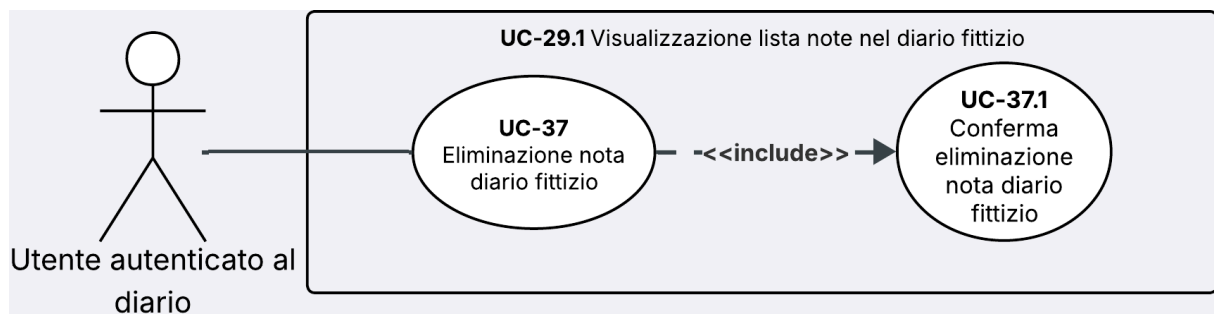 UC-29.1 Visualizzazione lista note nel diario fittizio
UC-37
Eliminazione nota
diario fittizio
<<include>>
UC-37.1
Conferma
eliminazione
nota diario
fittizio
Utente autenticato al
diario